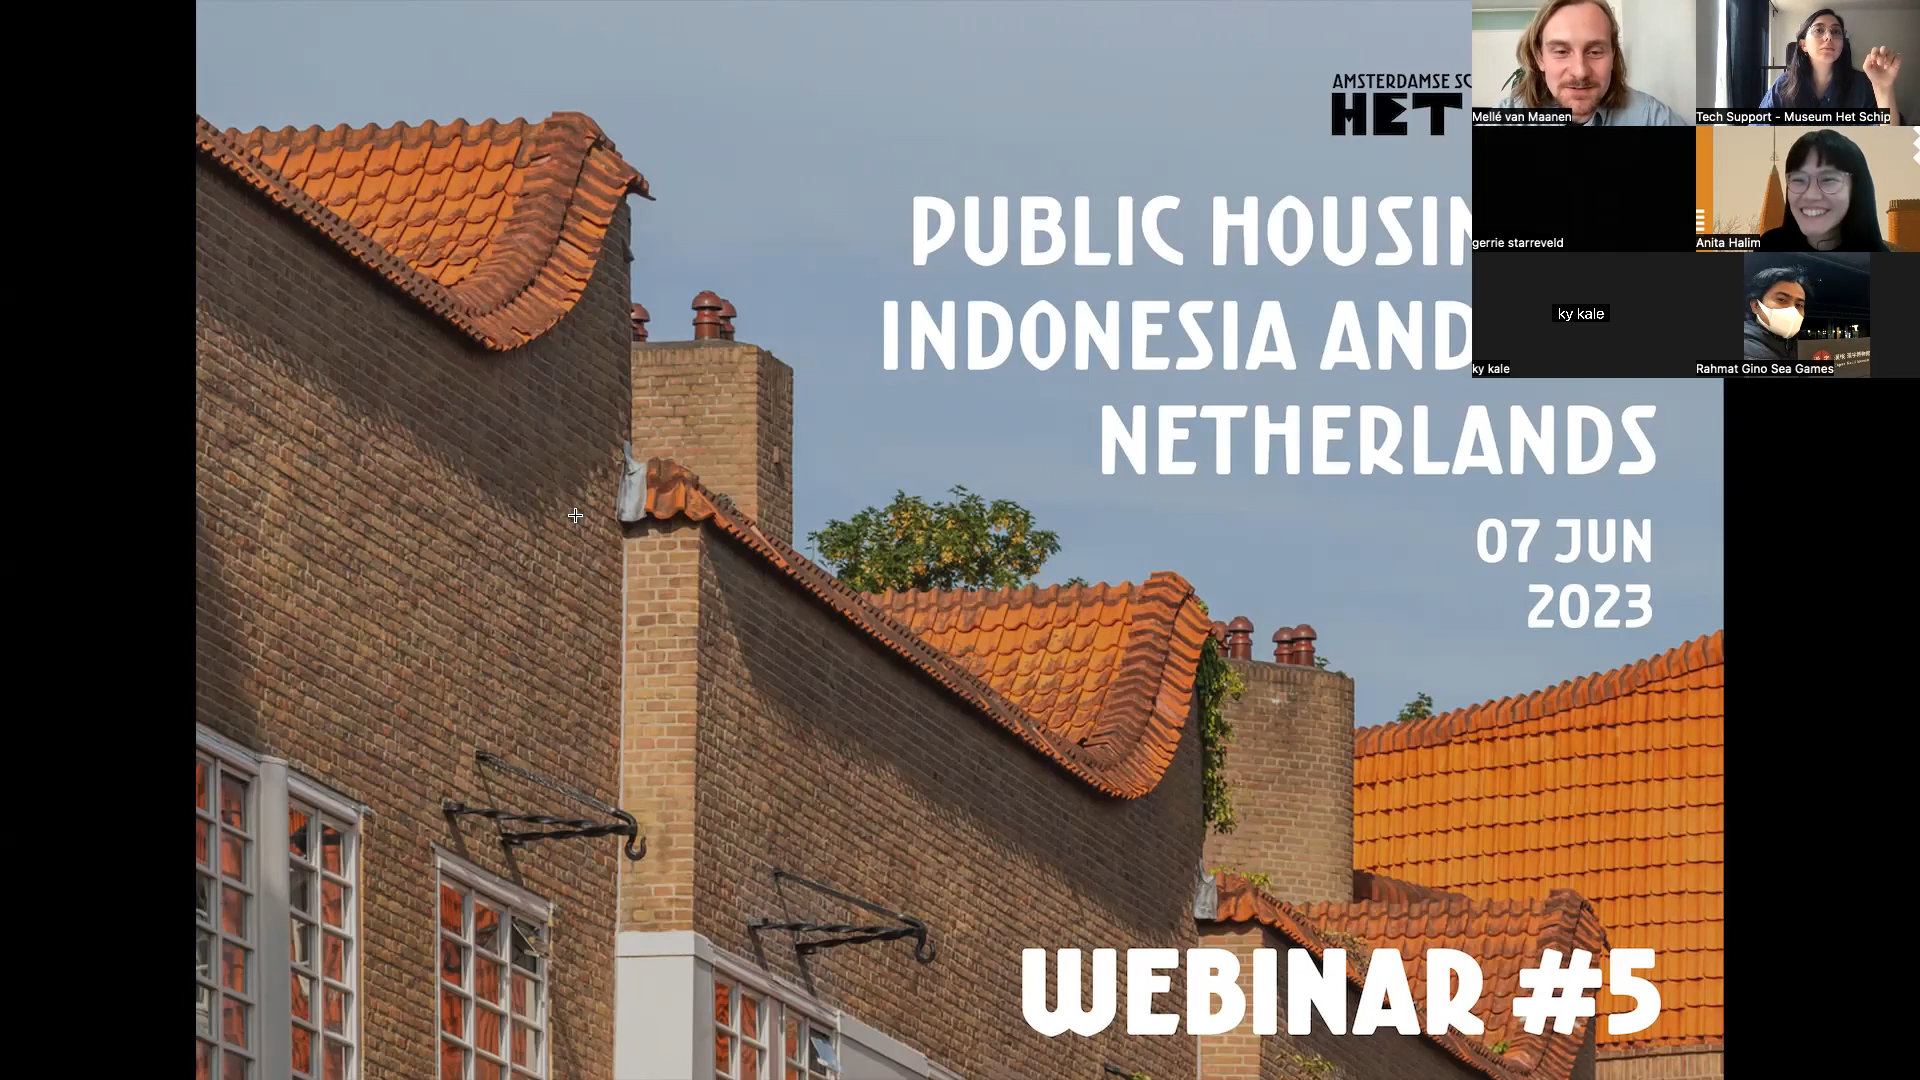 AMSTERDAMSE SC
HET
PUBLIC HOUSIN
INDONESIA AND
NETHERLANDS
07 JUN
2023
WEBINAR #5
Mellé van Maanen
Tech Support - Museum Het Schip
gerrie starreveld
Anita Halim
ky kale
ky kale
Rahmat Gino Sea Games